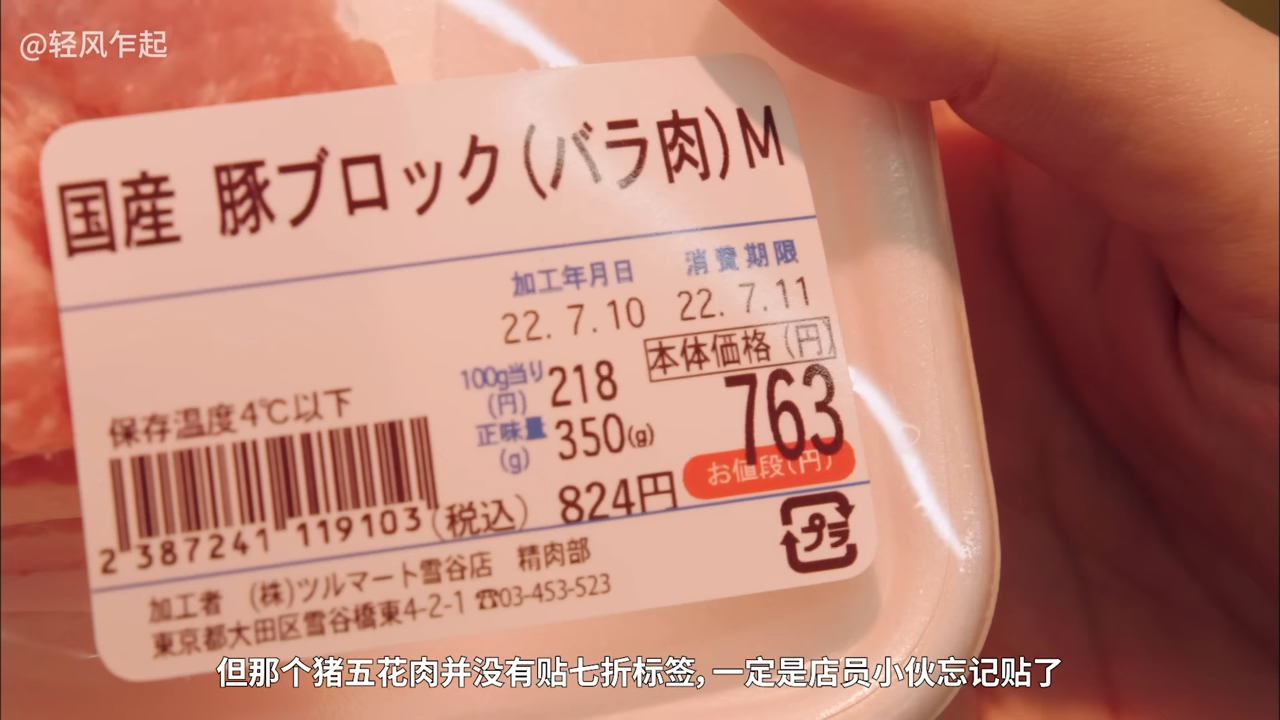 @轻风乍起
国産 豚ブロック(バラ肉)M
加工年月日 消費期限
22. 7.10 22. 7.11
本体価格(円)
100g当り(円) 218
763
保存温度4℃以下
正味量(g) 350(g)
お値段(円)
(税込) 824円
2 387241 119103
プラ
加工者 (株)ツルマート雪谷店 精肉部
東京都大田区雪谷橋東4-2-1 ☎03-453-523
但那个猪五花肉并没有贴七折标签, 一定是店员小伙忘记贴了